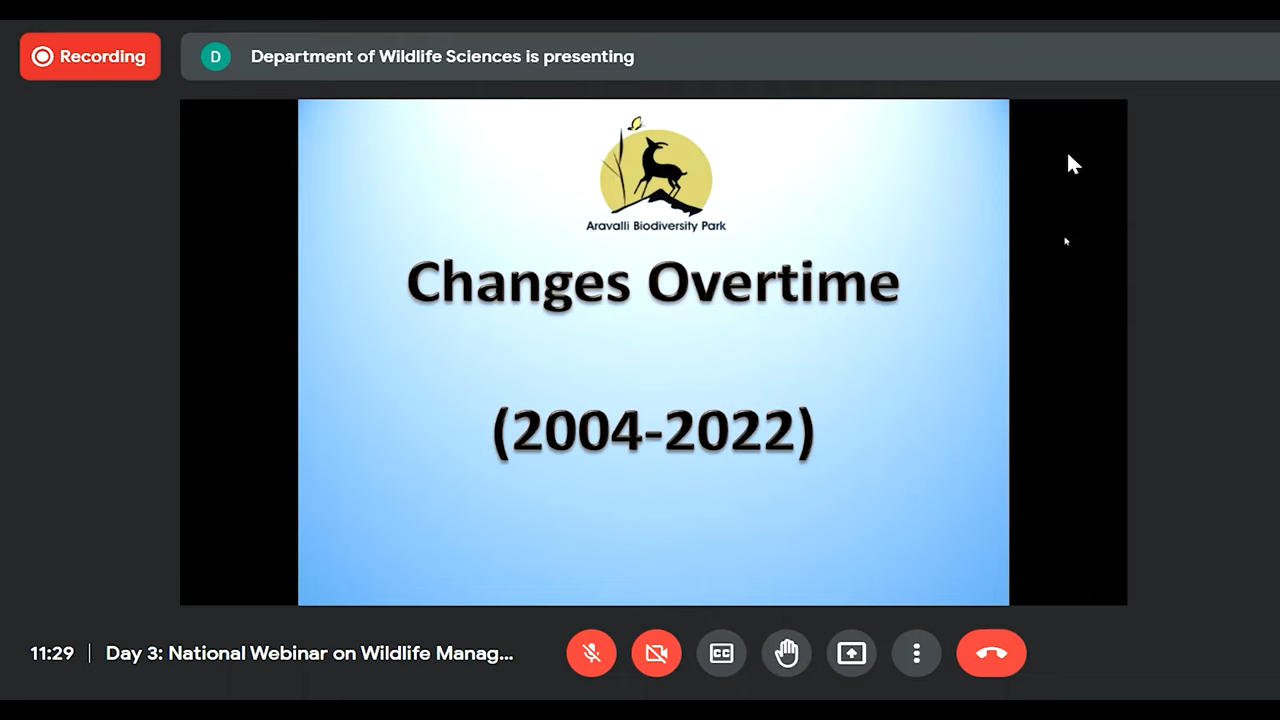 Recording
D
Department of Wildlife Sciences is presenting
Aravalli Biodiversity Park
Changes Overtime
(2004-2022)
11:29
Day 3: National Webinar on Wildlife Manag...
CC